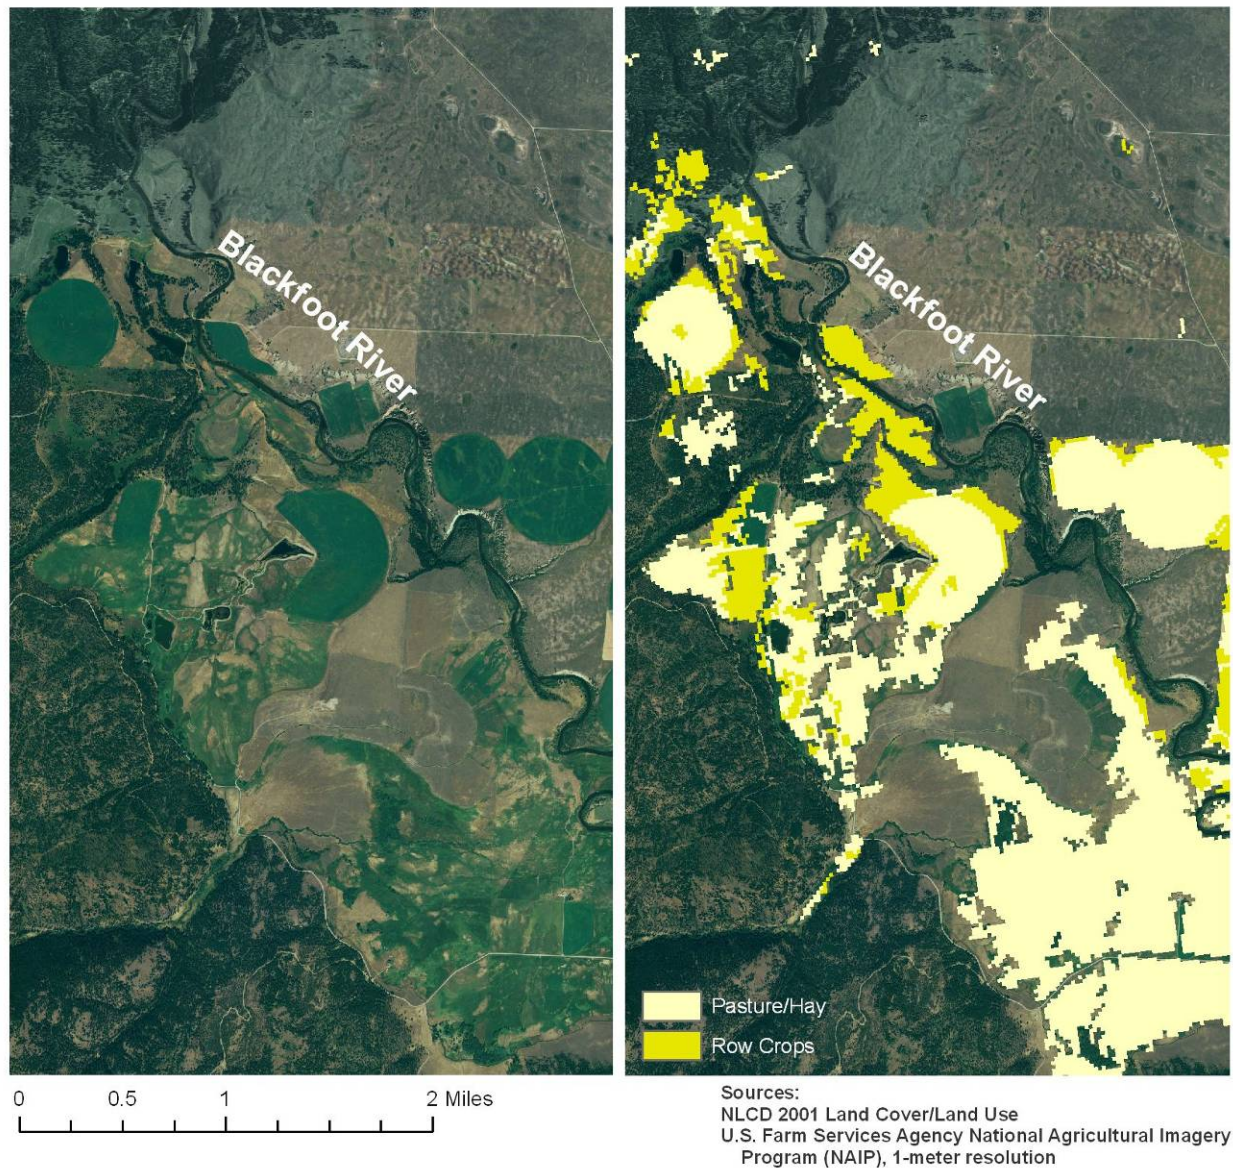 Blackfoot River
Blackfoot River
Pasture/Hay
Row Crops
0 0.5 1 2 Miles
Sources:
NLCD 2001 Land Cover/Land Use
U.S. Farm Services Agency National Agricultural Imagery
Program (NAIP), 1-meter resolution